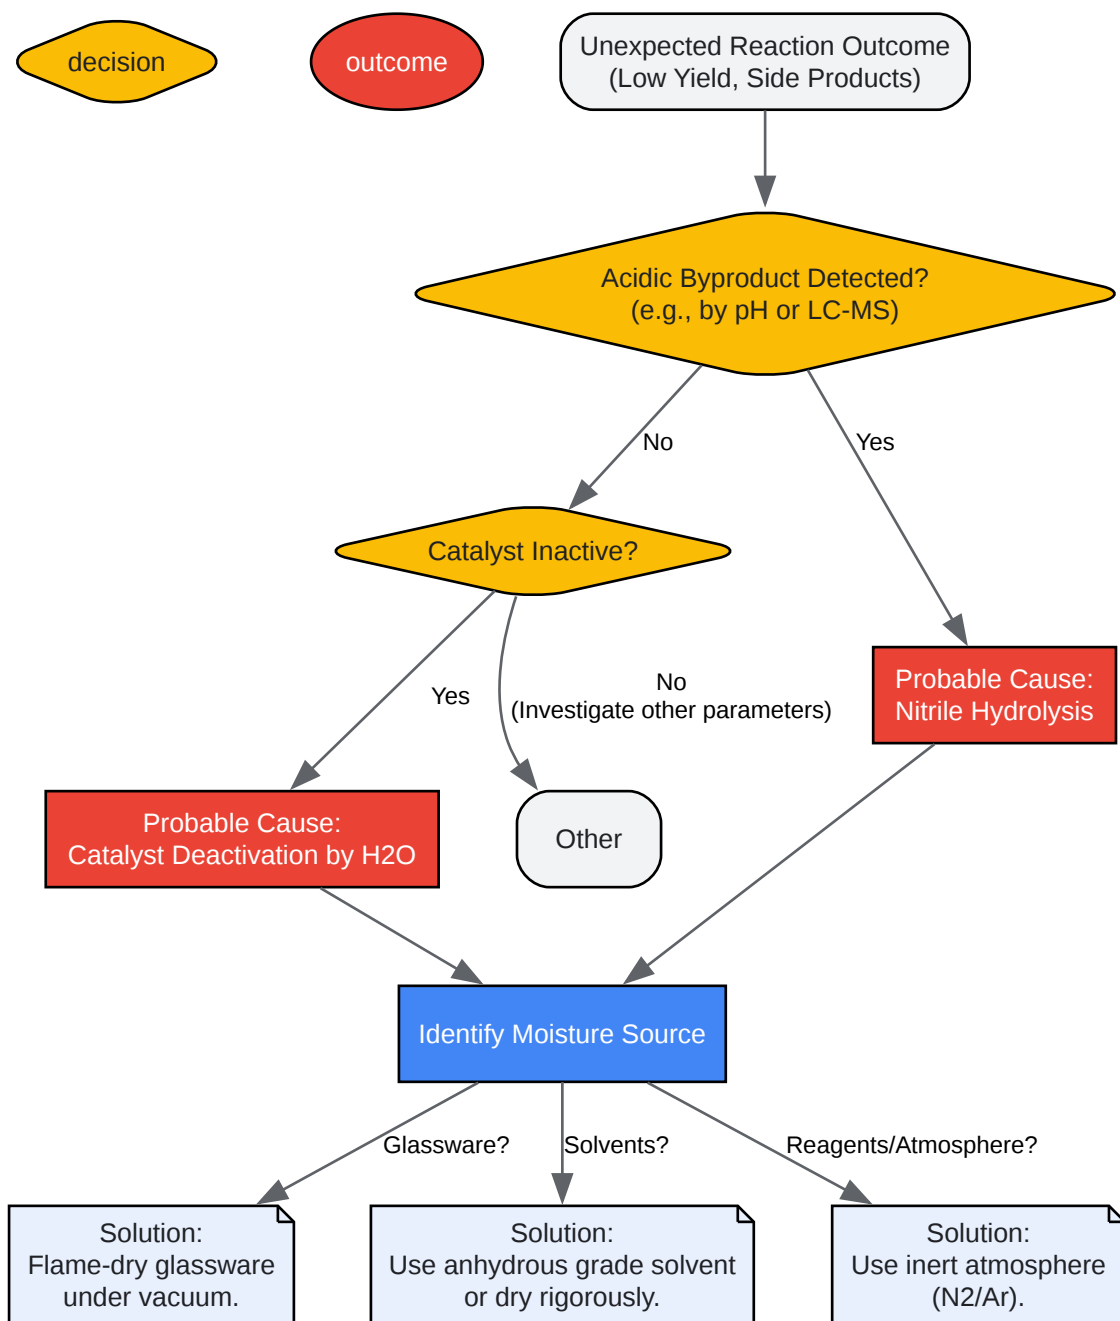 decision
outcome
Unexpected Reaction Outcome
(Low Yield, Side Products)
Acidic Byproduct Detected?
(e.g., by pH or LC-MS)
No
Yes
Catalyst Inactive?
Yes
No
(Investigate other parameters)
Probable Cause:
Nitrile Hydrolysis
Probable Cause:
Catalyst Deactivation by H2O
Other
Identify Moisture Source
Glassware?
Solvents?
Reagents/Atmosphere?
Solution:
Flame-dry glassware
under vacuum.
Solution:
Use anhydrous grade solvent
or dry rigorously.
Solution:
Use inert atmosphere
(N2/Ar).